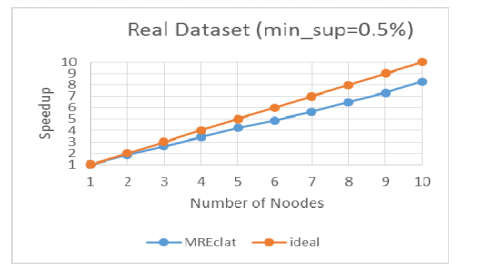 Real Dataset (min_sup=0.5%)
10
9
8
7
6
5
4
3
2
1
Speedup
1 2 3 4 5 6 7 8 9 10
Number of Noodes
MREclat ideal